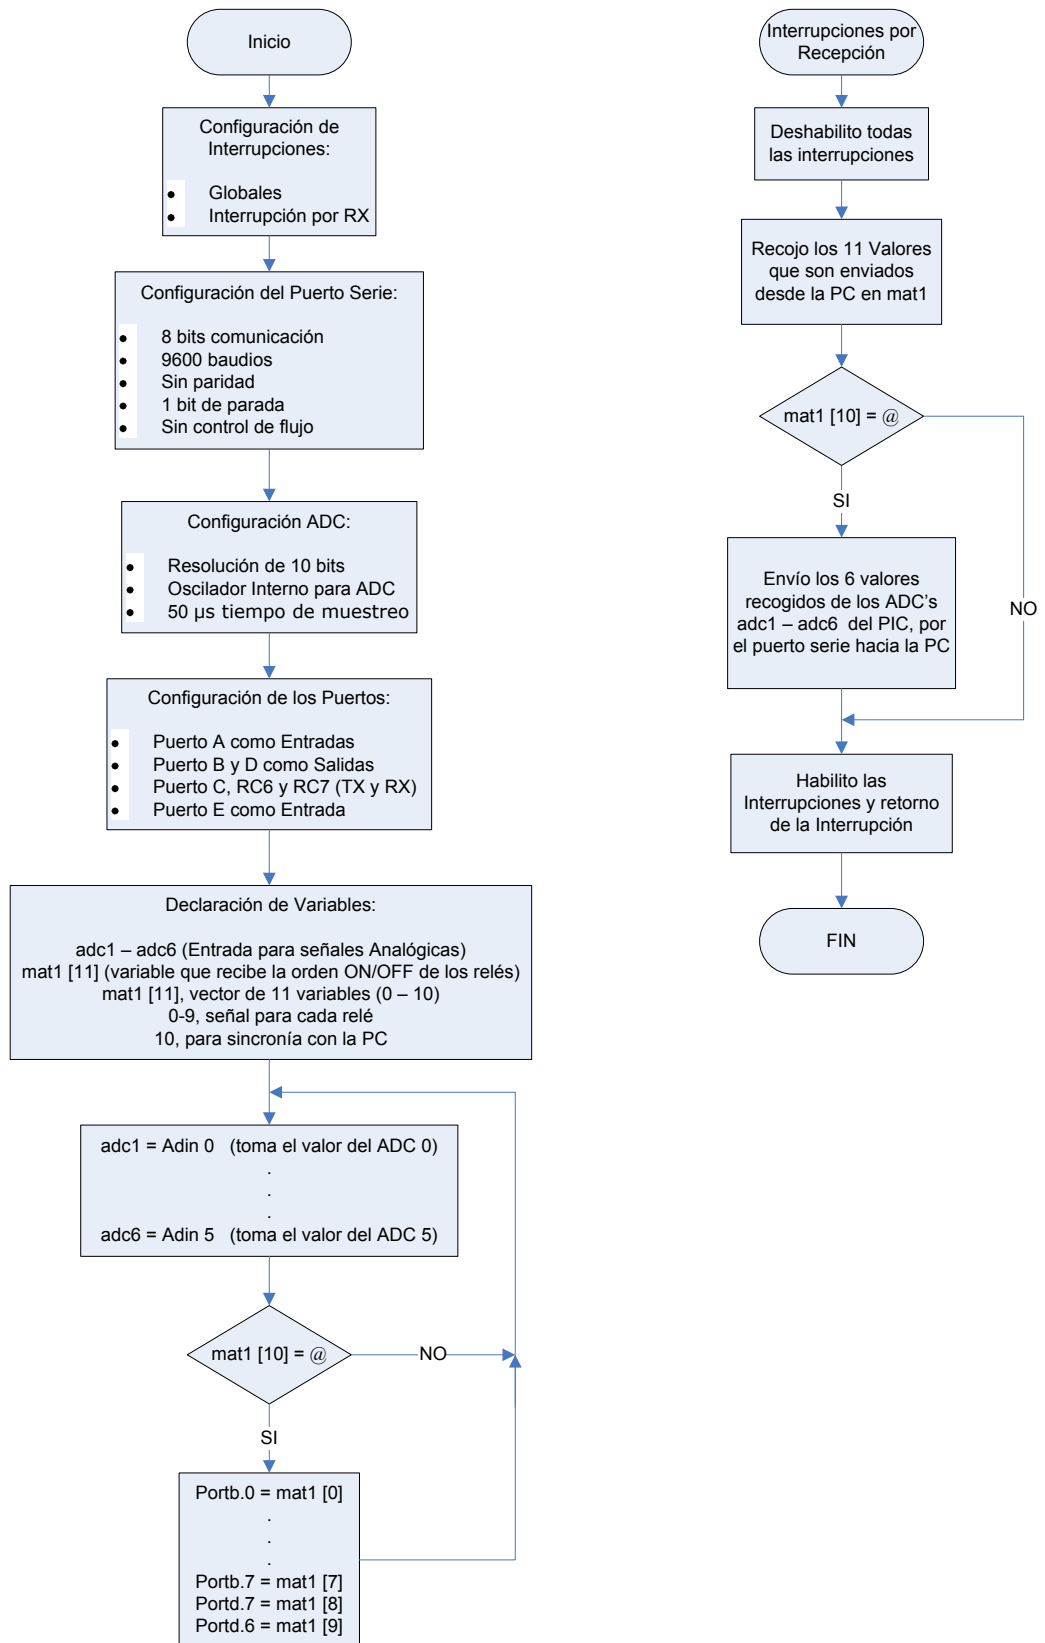 Inicio
Configuración de
Interrupciones:
• Globales
• Interrupción por RX
Configuración del Puerto Serie:
• 8 bits comunicación
• 9600 baudios
• Sin paridad
• 1 bit de parada
• Sin control de flujo
Configuración ADC:
• Resolución de 10 bits
• Oscilador Interno para ADC
• 50 µs tiempo de muestreo
Configuración de los Puertos:
• Puerto A como Entradas
• Puerto B y D como Salidas
• Puerto C, RC6 y RC7 (TX y RX)
• Puerto E como Entrada
Declaración de Variables:
adc1 – adc6 (Entrada para señales Analógicas)
mat1 [11] (variable que recibe la orden ON/OFF de los relés)
mat1 [11], vector de 11 variables (0 – 10)
0-9, señal para cada relé
10, para sincronía con la PC
adc1 = Adin 0 (toma el valor del ADC 0)
.
.
.
adc6 = Adin 5 (toma el valor del ADC 5)
mat1 [10] = @
NO
SI
Portb.0 = mat1 [0]
.
.
.
Portb.7 = mat1 [7]
Portd.7 = mat1 [8]
Portd.6 = mat1 [9]
Interrupciones por
Recepción
Deshabilito todas
las interrupciones
Recojo los 11 Valores
que son enviados
desde la PC en mat1
mat1 [10] = @
SI
NO
Envío los 6 valores
recogidos de los ADC's
adc1 – adc6 del PIC, por
el puerto serie hacia la PC
Habilito las
Interrupciones y retorno
de la Interrupción
FIN